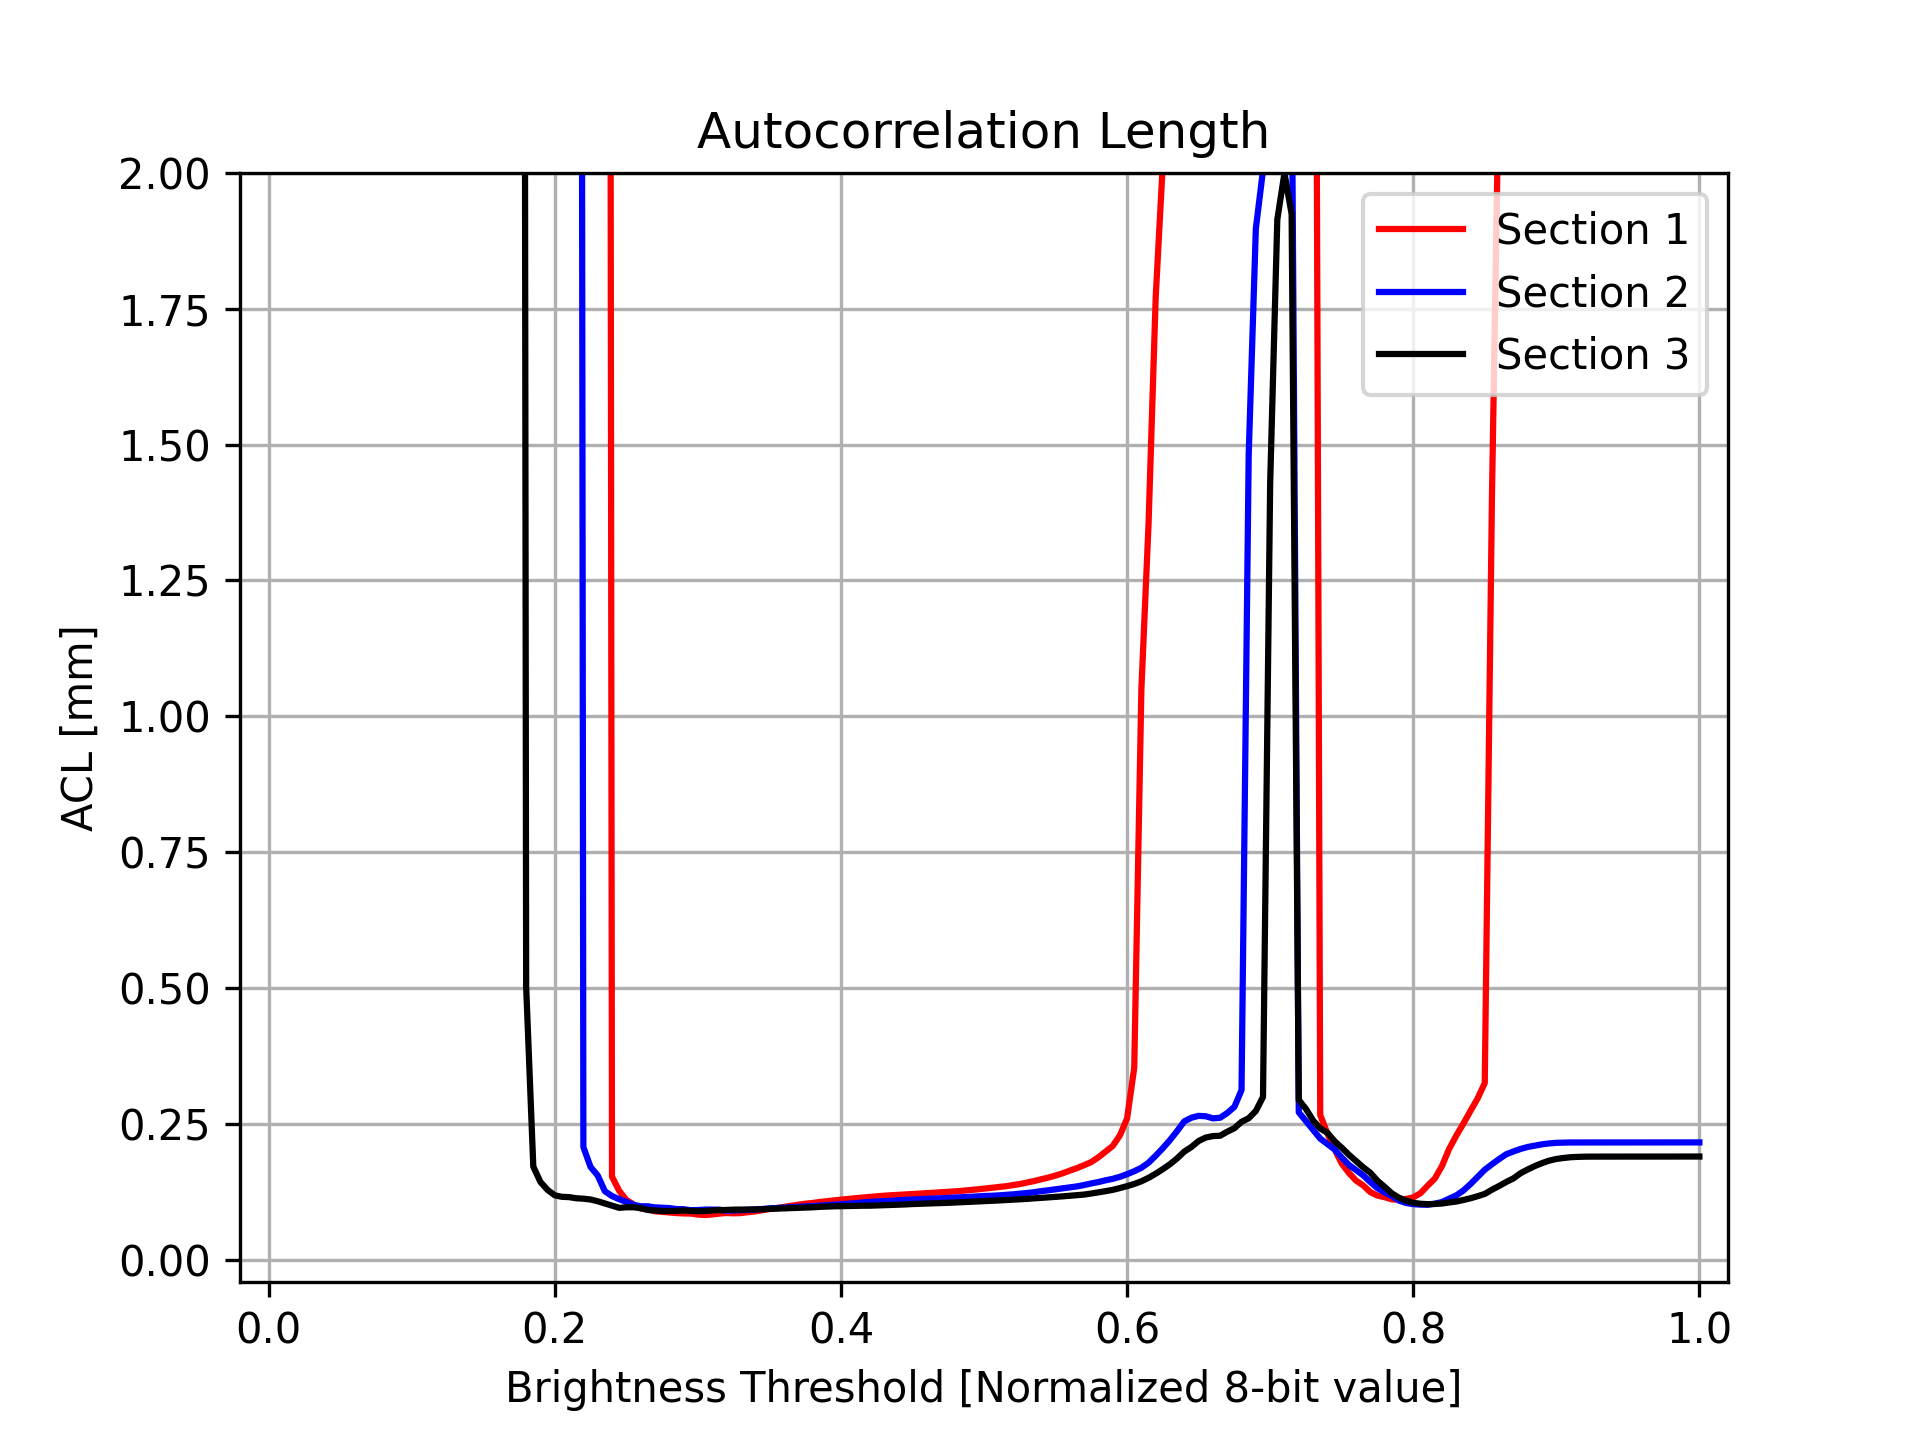 Autocorrelation Length
2.00
1.75
1.50
1.25
1.00
0.75
0.50
0.25
0.00
ACL [mm]
Section 1
Section 2
Section 3
0.0 0.2 0.4 0.6 0.8 1.0
Brightness Threshold [Normalized 8-bit value]